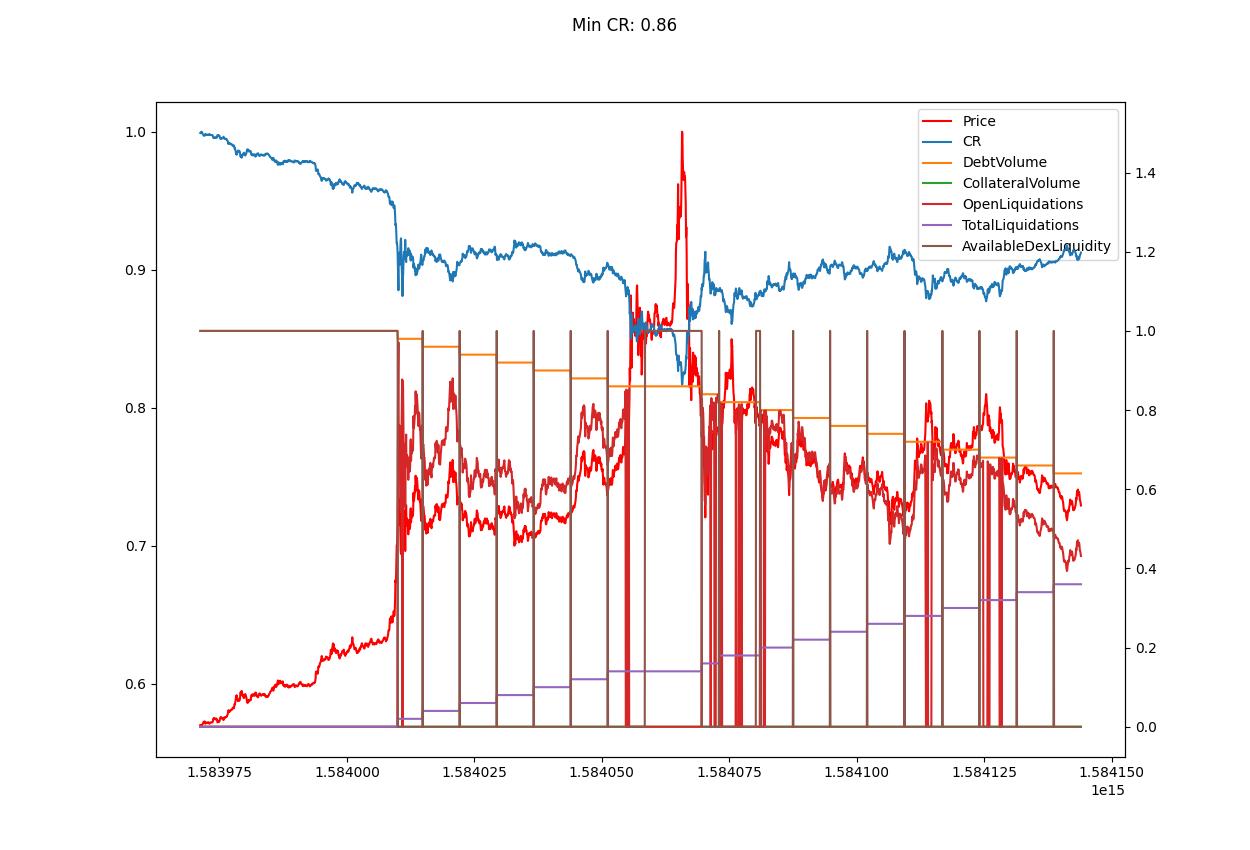 Min CR: 0.86
Price
CR
DebtVolume
CollateralVolume
OpenLiquidations
TotalLiquidations
AvailableDexLiquidity
1.0
0.9
0.8
0.7
0.6
1.4
1.2
1.0
0.8
0.6
0.4
0.2
0.0
1.583975 1.584000 1.584025 1.584050 1.584075 1.584100 1.584125 1.584150
1e15